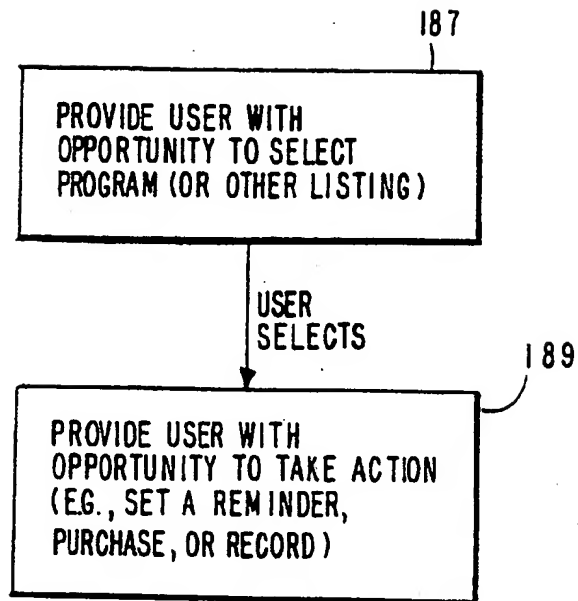 187
PROVIDE USER WITH
OPPORTUNITY TO SELECT
PROGRAM (OR OTHER LISTING)
USER
SELECTS
189
PROVIDE USER WITH
OPPORTUNITY TO TAKE ACTION
(E.G., SET A REMINDER,
PURCHASE, OR RECORD)